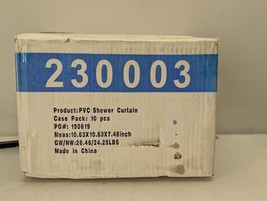 230003
Product:PVC Shower Curtain
Case Pack: 10 pcs
PO#: 190619
Meas:10.63X10.63X7.48inch
GW/NW:26.46/24.25LBS
Made in China